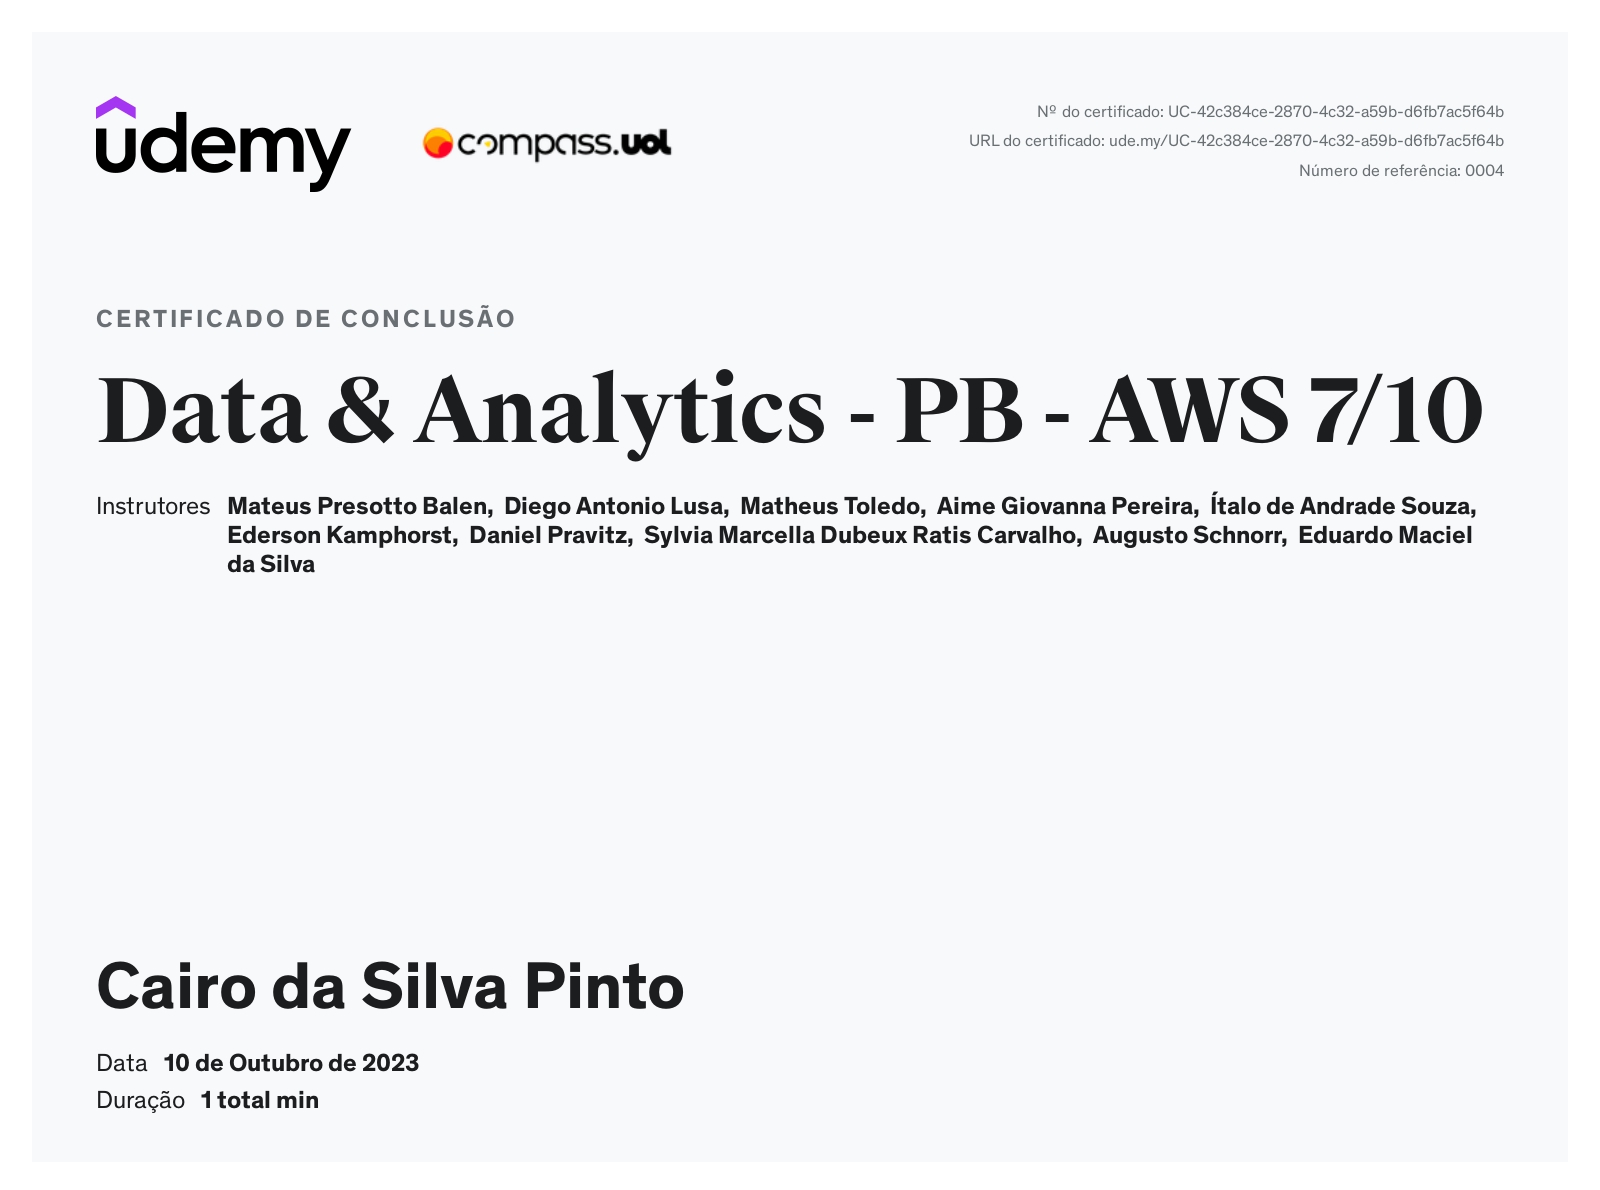 udemy
compass.uol
Nº do certificado: UC-42c384ce-2870-4c32-a59b-d6fb7ac5f64b
URL do certificado: ude.my/UC-42c384ce-2870-4c32-a59b-d6fb7ac5f64b
Número de referência: 0004
CERTIFICADO DE CONCLUSÃO
Data & Analytics - PB - AWS 7/10
Instrutores Mateus Presotto Balen, Diego Antonio Lusa, Matheus Toledo, Aime Giovanna Pereira, Ítalo de Andrade Souza,
Ederson Kamphorst, Daniel Pravitz, Sylvia Marcella Dubeux Ratis Carvalho, Augusto Schnorr, Eduardo Maciel
da Silva
Cairo da Silva Pinto
Data 10 de Outubro de 2023
Duração 1 total min